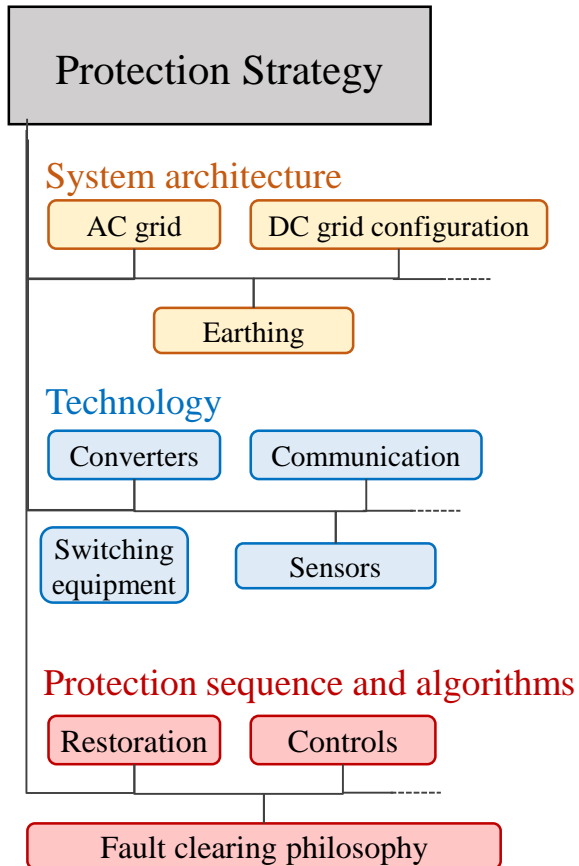 Protection Strategy
System architecture
AC grid
DC grid configuration
Earthing
Technology
Converters
Communication
Switching
equipment
Sensors
Protection sequence and algorithms
Restoration
Controls
Fault clearing philosophy